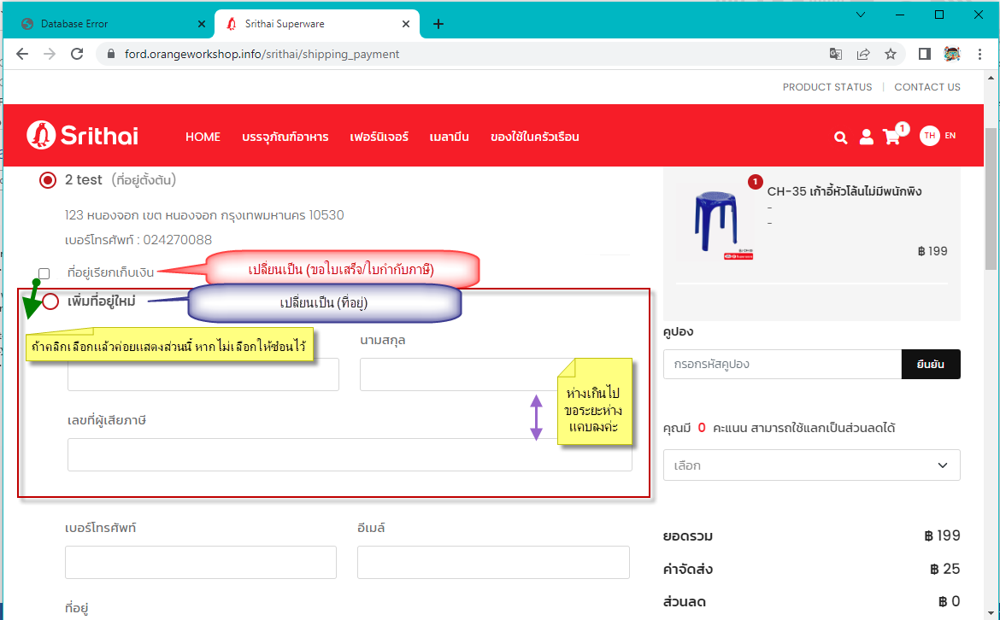 Database Error
Srithai Superware
ford.orangeworkshop.info/srithai/shipping_payment
PRODUCT STATUS | CONTACT US
Srithai
HOME บรรจุภัณฑ์อาหาร เฟอร์นิเจอร์ เมลามีน ของใช้ในครัวเรือน
1
TH EN
2 test (ที่อยู่ตั้งต้น)
123 หนองจอก เขต หนองจอก กรุงเทพมหานคร 10530
เบอร์โทรศัพท์ : 024270088
ที่อยู่เรียกเก็บเงิน
เปลี่ยนเป็น (ขอใบเสร็จ/ใบกำกับภาษี)
เพิ่มที่อยู่ใหม่
เปลี่ยนเป็น (ที่อยู่)
ถ้าคลิกเลือกแล้วค่อยแสดงส่วนนี้ หากไม่เลือกให้ซ่อนไว้
นามสกุล
ห่างเกินไป
ขอระยะห่าง
แคบลงค่ะ
เลขที่ผู้เสียภาษี
เบอร์โทรศัพท์
อีเมล์
ที่อยู่
1
CH-35 เก้าอี้หัวโล้นไม่มีพนักพิง
-
-
฿ 199
คูปอง
กรอกรหัสคูปอง
ยืนยัน
คุณมี 0 คะแนน สามารถใช้แลกเป็นส่วนลดได้
เลือก
ยอดรวม ฿ 199
ค่าจัดส่ง ฿ 25
ส่วนลด ฿ 0